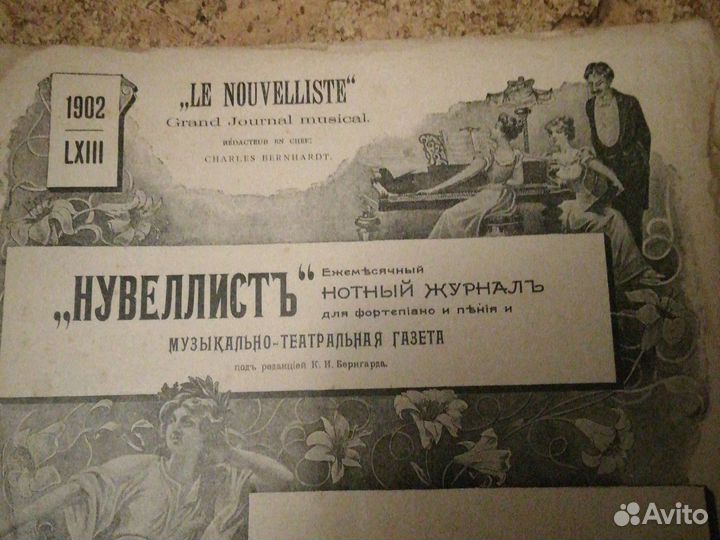 1902
LXIII
„LE NOUVELLISTE“
Grand Journal musical.
RÉDACTEUR EN CHEF:
CHARLES BERNHARDT.
„НУВЕЛЛИСТЪ“
Ежемѣсячный
НОТНЫЙ ЖУРНАЛЪ
для фортепіано и пѣнія и
МУЗЫКАЛЬНО-ТЕАТРАЛЬНАЯ ГАЗЕТА
подъ редакціей К. И. Бернгарда.
Avito